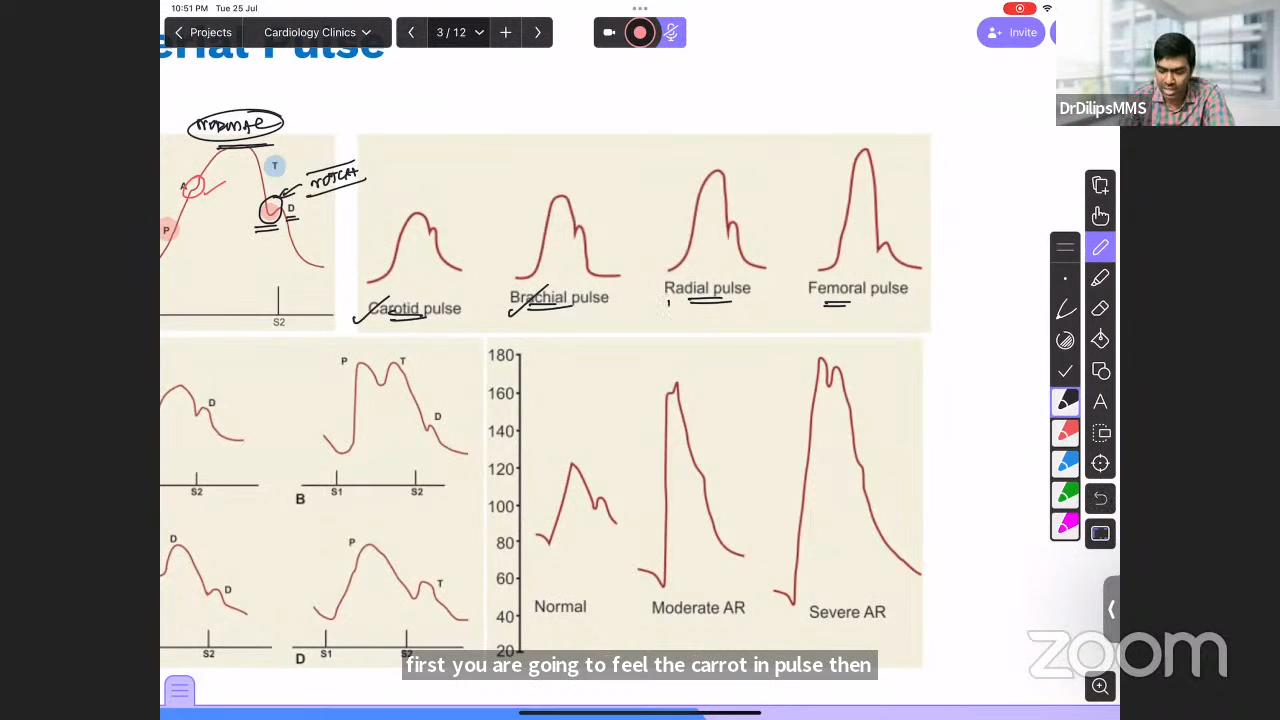 10:51 PM Tue 25 Jul
Projects
Cardiology Clinics
3 / 12
Invite
erial Pulse
DrDilipsMMS
A
T
D
P
S2
Carotid pulse
Brachial pulse
Radial pulse
Femoral pulse
D
S2
P
T
D
S1
S2
B
D
D
S2
P
T
S1
D
180
160
140
120
100
80
60
40
20
Normal
Moderate AR
Severe AR
A
first you are going to feel the carrot in pulse then
zoom